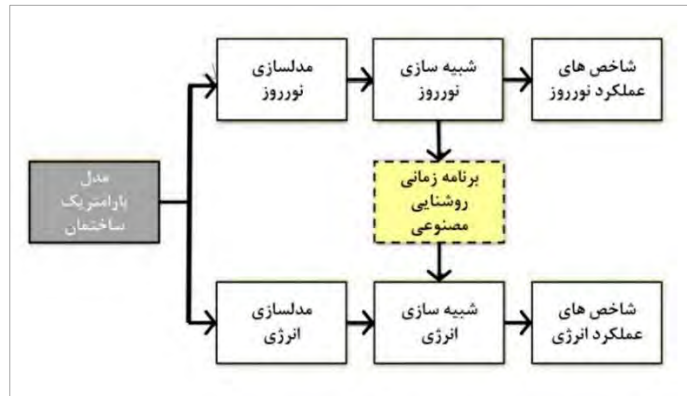 شاخص های
عملکرد نورروز
شبیه سازی
نورروز
مدلسازی
نورروز
برنامه زمانی
روشنایی
مصنوعی
مدل
پارامتریک
ساختمان
شاخص های
عملکرد انرژی
شبیه سازی
انرژی
مدلسازی
انرژی